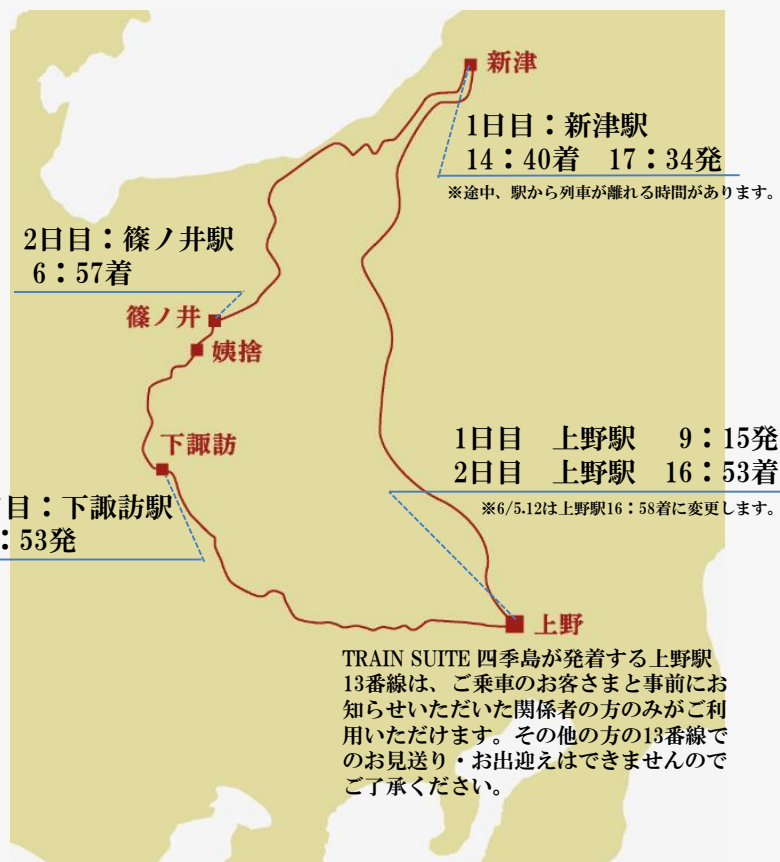 新津
1日目：新津駅
14：40着　17：34発
※途中、駅から列車が離れる時間があります。
2日目：篠ノ井駅
6：57着
篠ノ井
姨捨
下諏訪
目：下諏訪駅
：53発
1日目　上野駅　9：15発
2日目　上野駅　16：53着
※6/5.12は上野駅16：58着に変更します。
上野
TRAIN SUITE 四季島が発着する上野駅
13番線は、ご乗車のお客さまと事前にお
知らせいただいた関係者の方のみがご利
用いただけます。その他の方の13番線で
のお見送り・お出迎えはできませんので
ご了承ください。